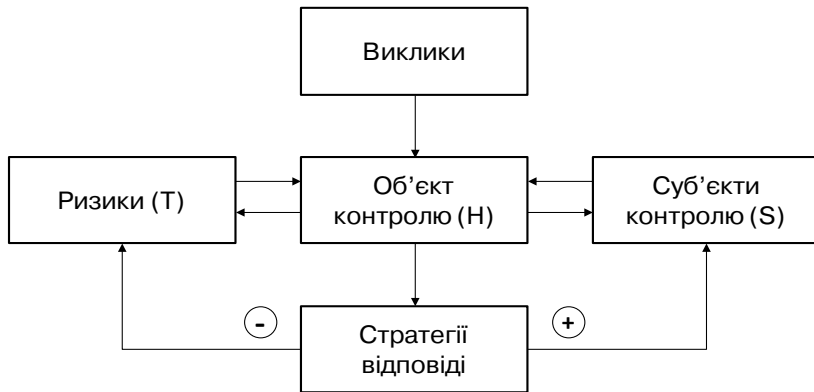 Виклики
Ризики (T)
Об’єкт
контролю (H)
Суб’єкти
контролю (S)
-
+
Стратегії
відповіді